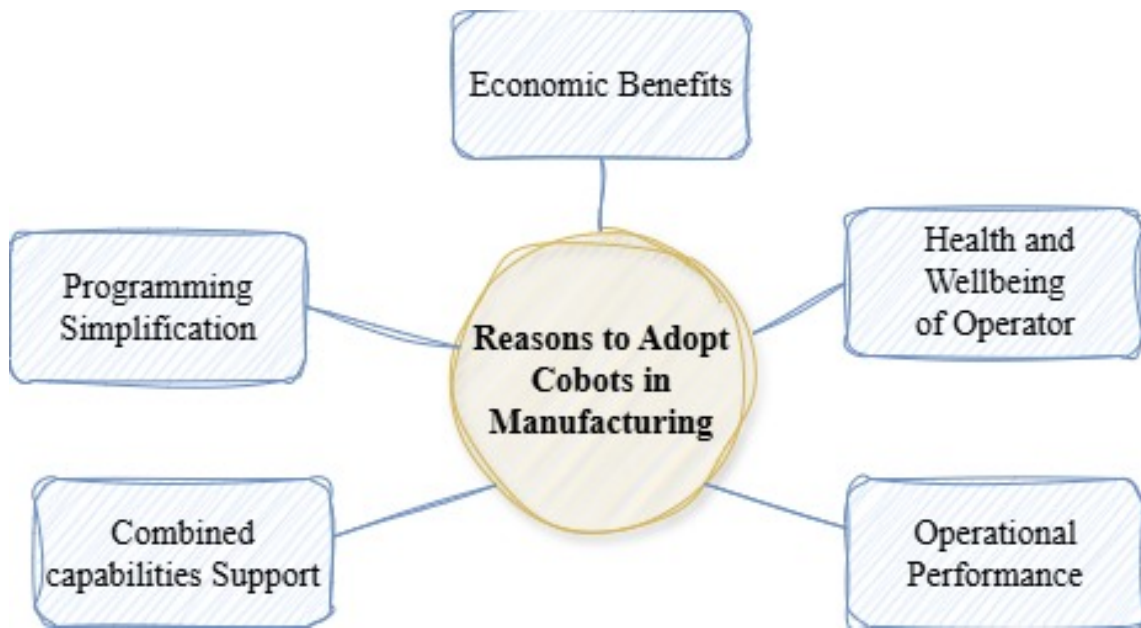 Economic Benefits
Health and
Wellbeing
of Operator
Programming
Simplification
Reasons to Adopt
Cobots in
Manufacturing
Combined
capabilities Support
Operational
Performance